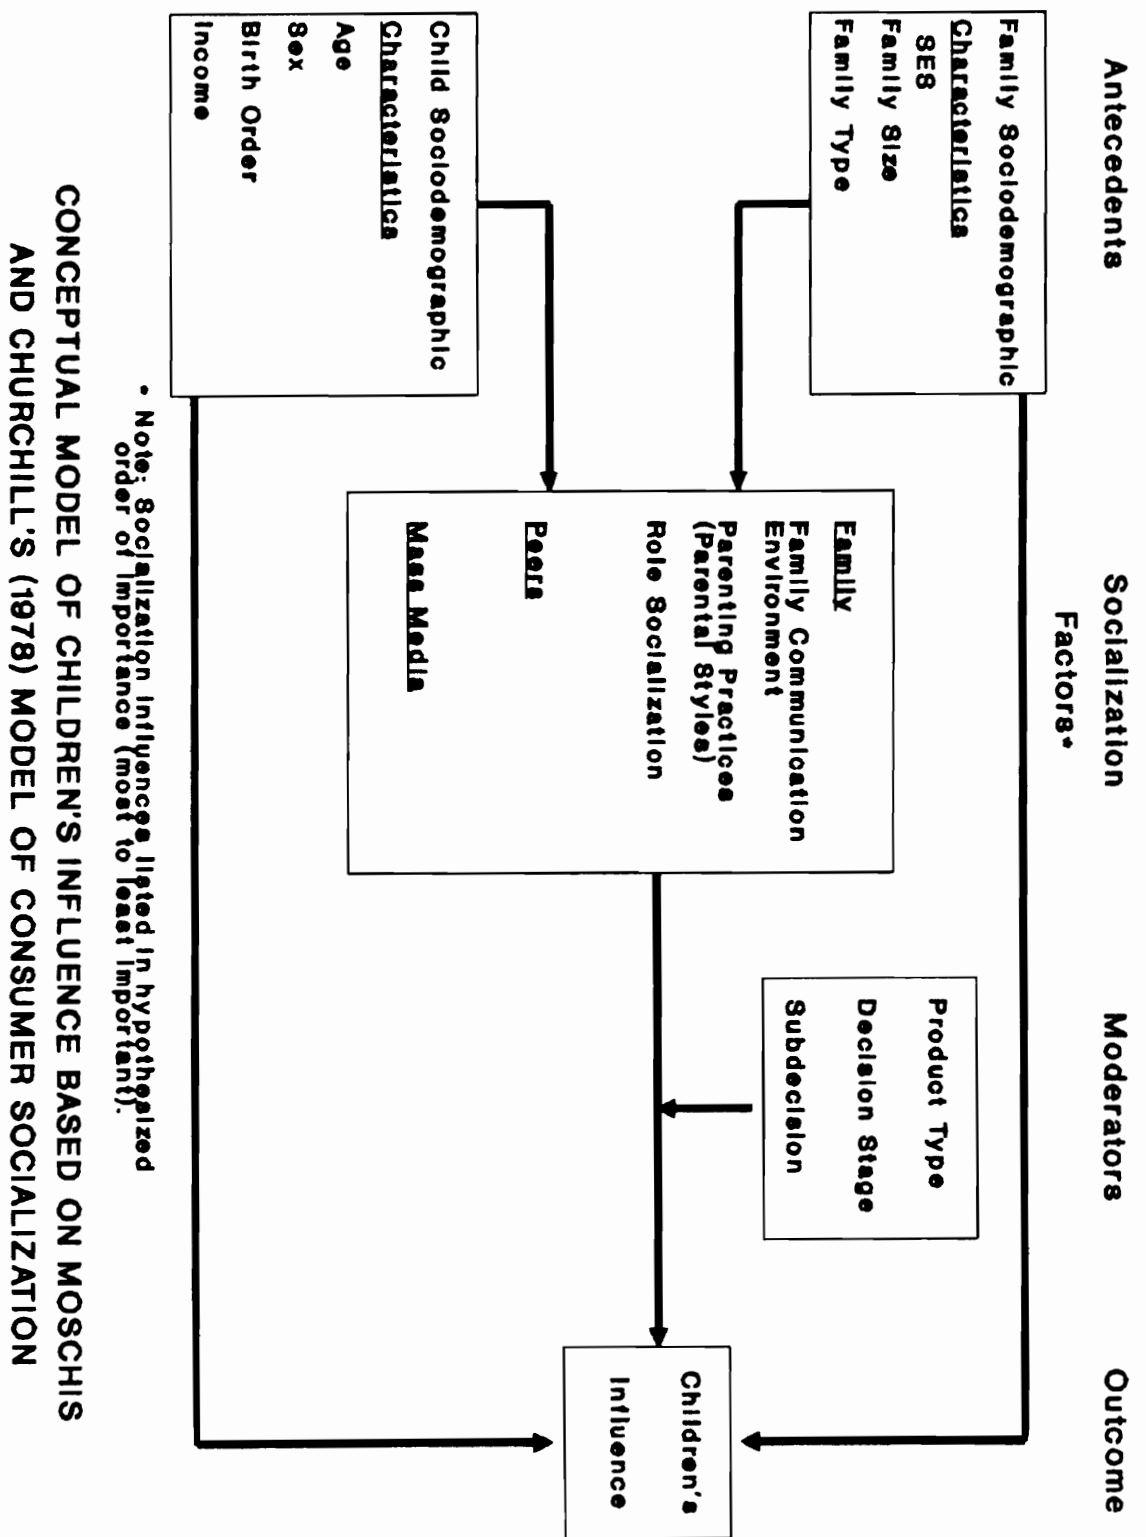 Antecedents
Socialization
Factors*
Moderators
Outcome
Family Sociodemographic
Characteristics
SES
Family Size
Family Type
Child Sociodemographic
Characteristics
Age
Sex
Birth Order
Income
Family
Family Communication
Environment
Parenting Practices
(Parental Styles)
Role Socialization
Peers
Mass Media
Product Type
Decision Stage
Subdecision
Children's
Influence
* Note: Socialization influences listed in hypothesized
order of importance (most to least important).
CONCEPTUAL MODEL OF CHILDREN'S INFLUENCE BASED ON MOSCHIS
AND CHURCHILL'S (1978) MODEL OF CONSUMER SOCIALIZATION